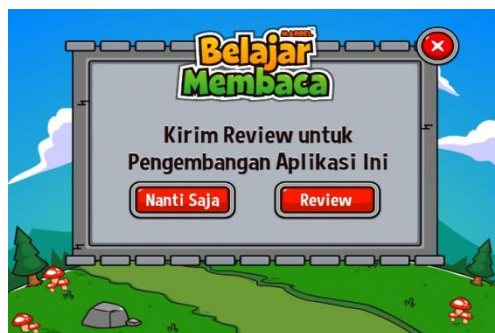 MARBEL
Belajar
Membaca
Kirim Review untuk
Pengembangan Aplikasi Ini
Nanti Saja
Review